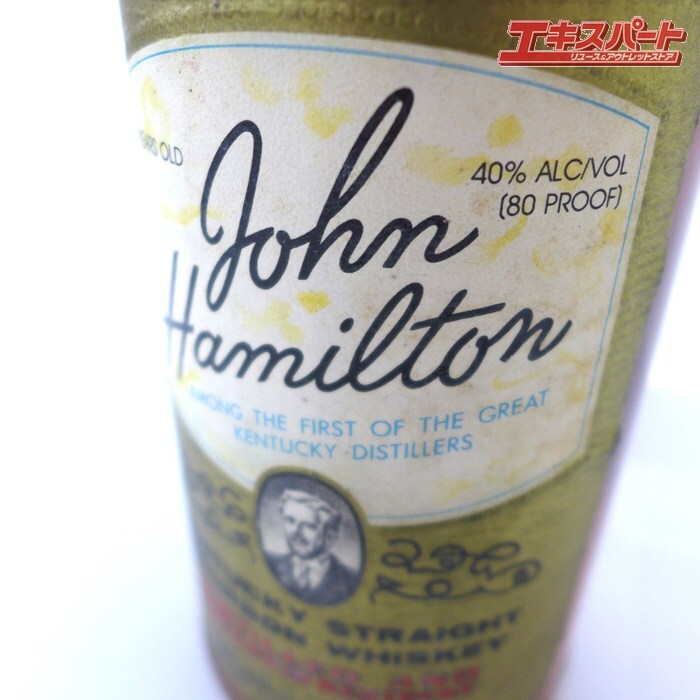 エキスパート
リユース&アウトレットストア
YEARS OLD
40% ALC/VOL
(80 PROOF)
John
Hamilton
AMONG THE FIRST OF THE GREAT
KENTUCKY DISTILLERS
KENTUCKY STRAIGHT
BOURBON WHISKEY